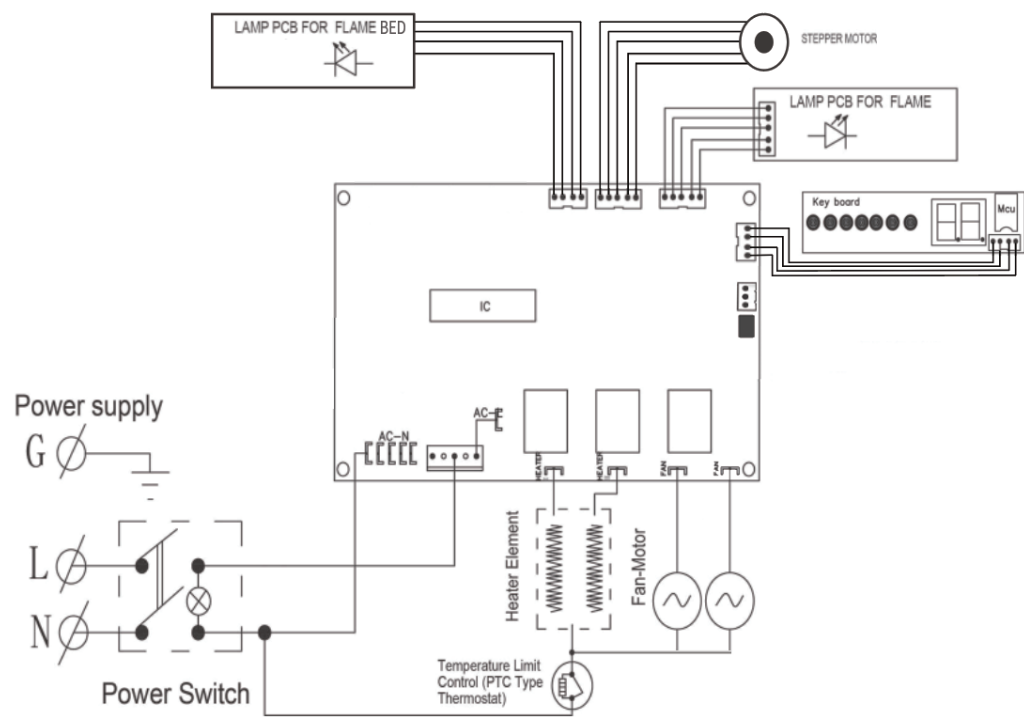 LAMP PCB FOR FLAME BED
STEPPER MOTOR
LAMP PCB FOR FLAME
Key board
Mcu
IC
Power supply
G
AC-N
AC-
HEATER
HEATER
FAN
FAN
L
N
Power Switch
Heater Element
Fan-Motor
Temperature Limit
Control (PTC Type
Thermostat)